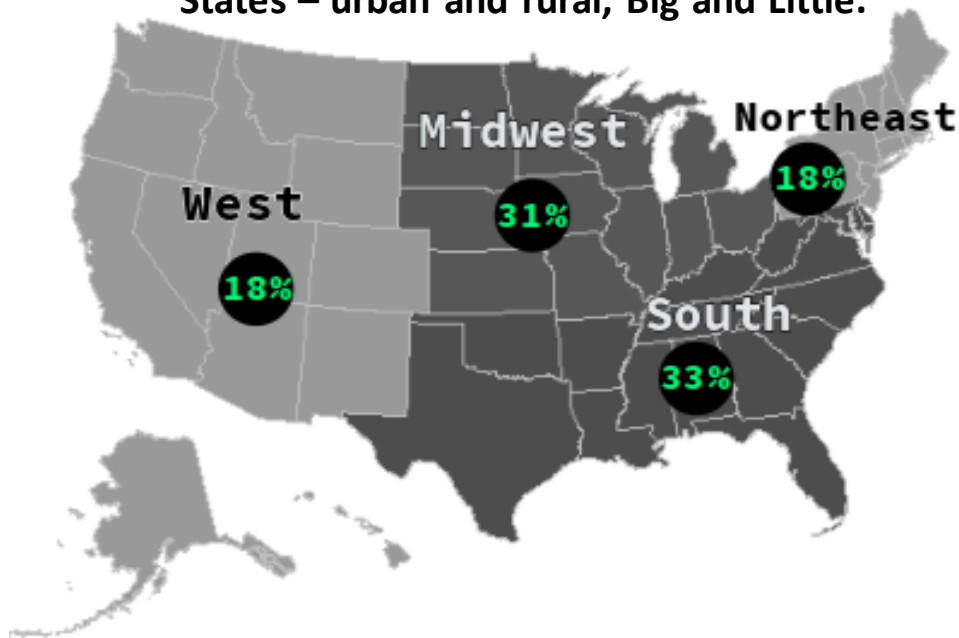 States – urban and rural, Big and Little.
Midwest
Northeast
18%
West
31%
18%
South
33%